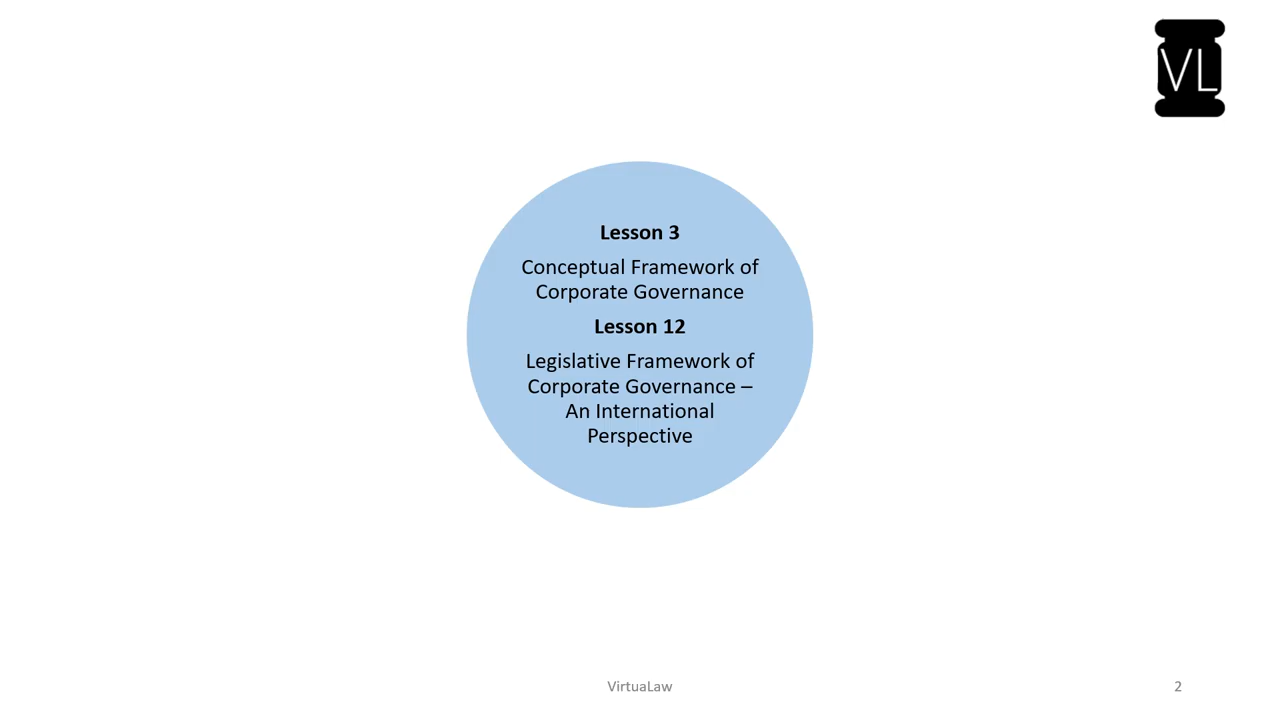 VL
Lesson 3
Conceptual Framework of
Corporate Governance
Lesson 12
Legislative Framework of
Corporate Governance –
An International
Perspective
VirtuaLaw
2